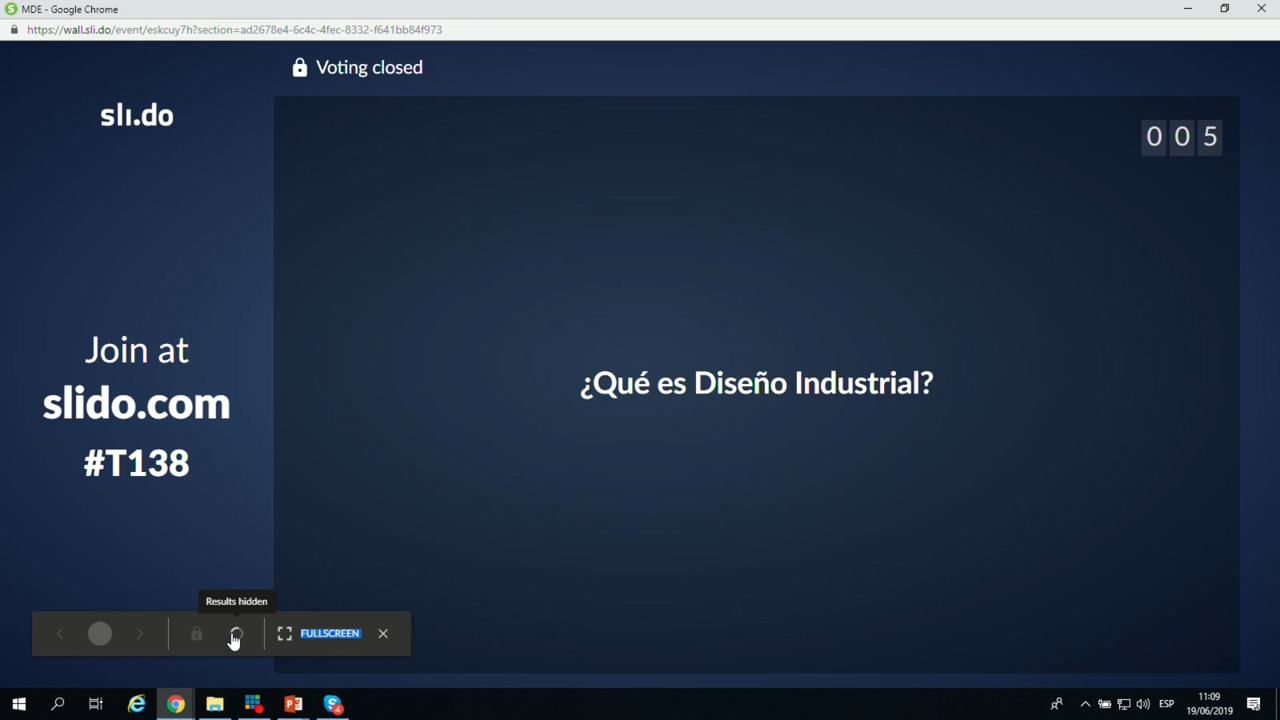 MDE - Google Chrome
https://wall.sli.do/event/eskcuy7h?section=ad2678e4-6c4c-4fec-8332-f641bb84f973
Voting closed
sli.do
0 0 5
Join at
slido.com
#T138
¿Qué es Diseño Industrial?
Results hidden
FULLSCREEN
ESP
11:09
19/06/2019